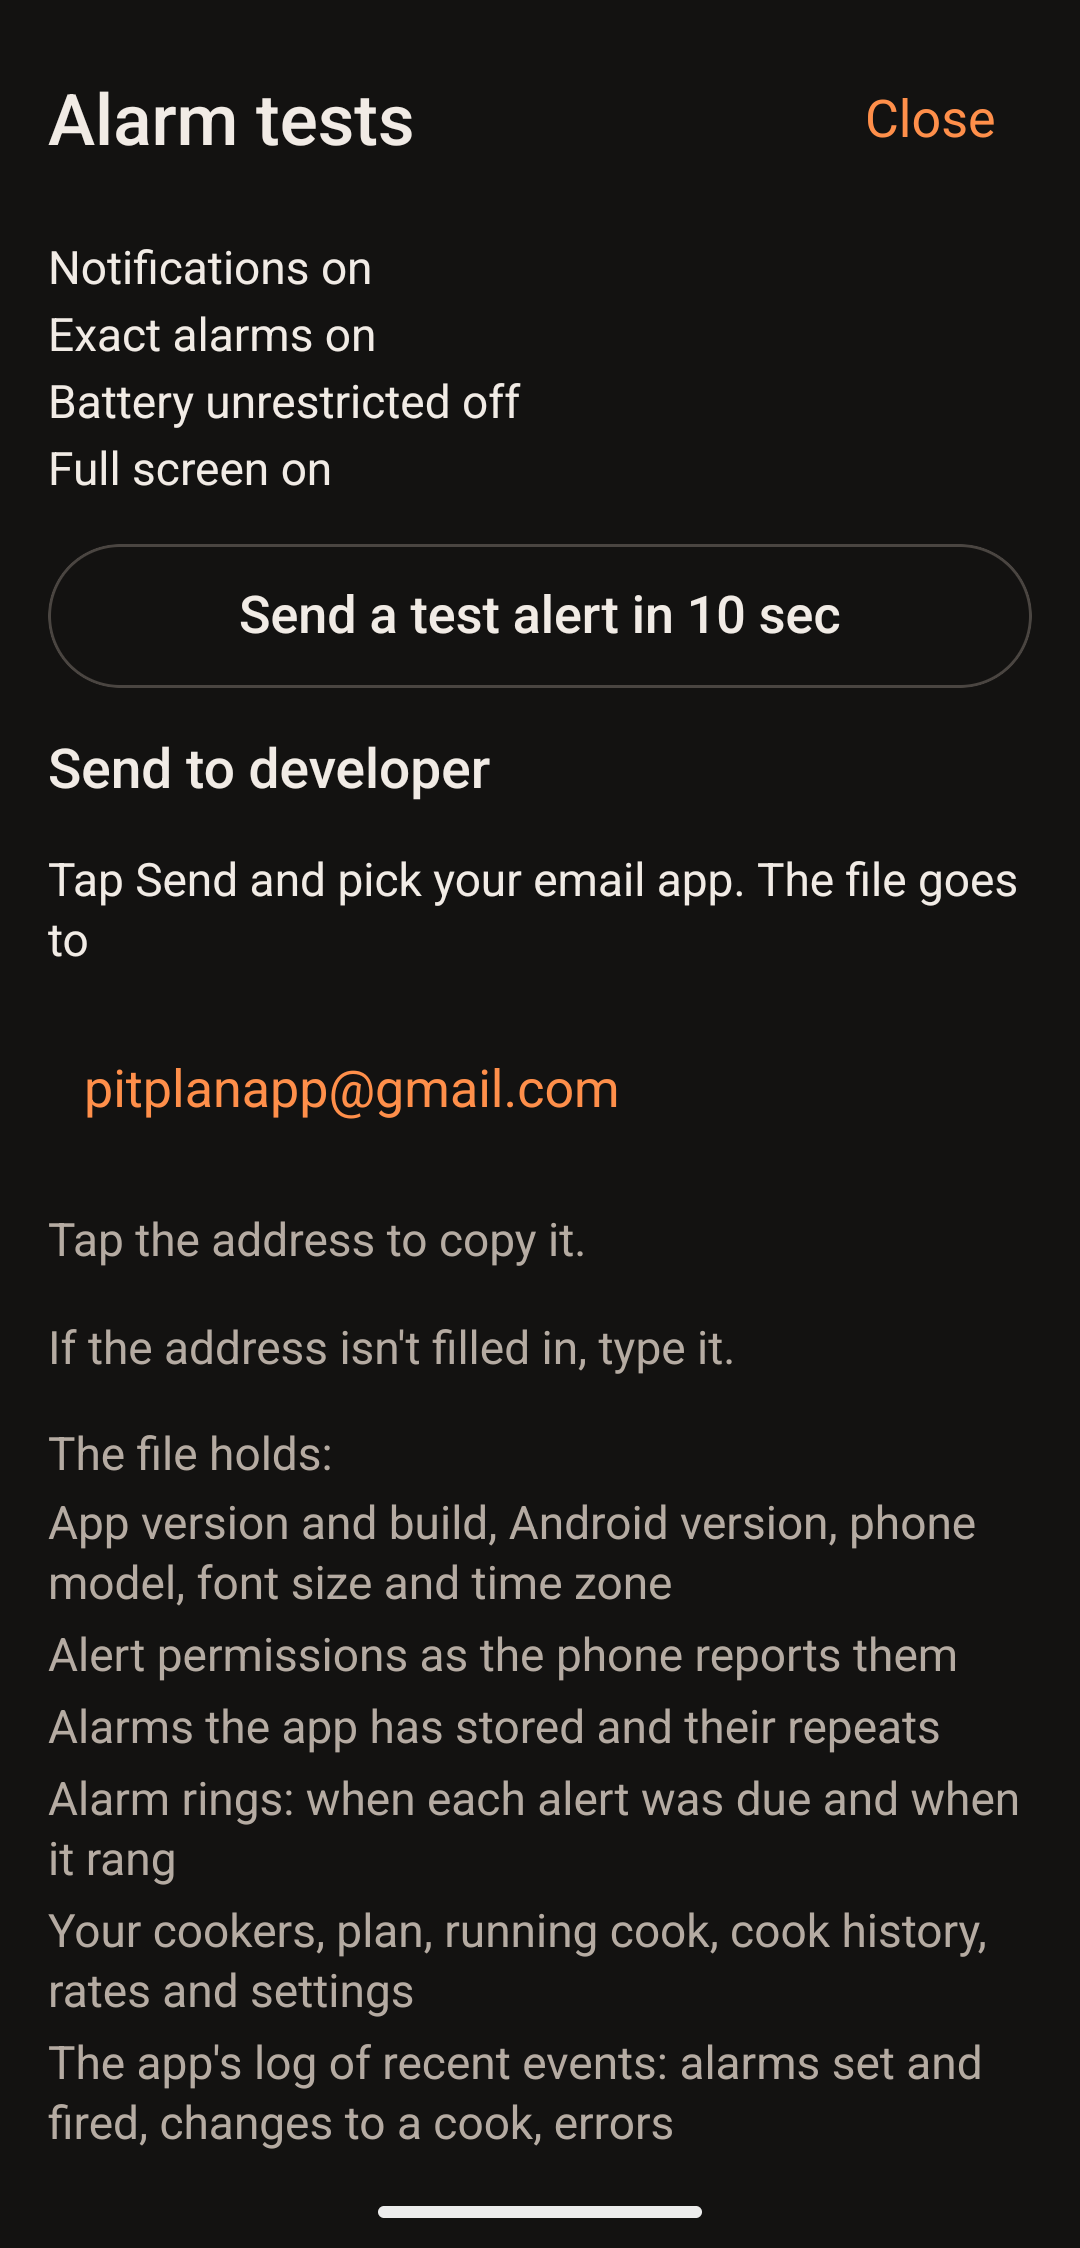 Alarm tests
Close
Notifications on
Exact alarms on
Battery unrestricted off
Full screen on
Send a test alert in 10 sec
Send to developer
Tap Send and pick your email app. The file goes
to
pitplanapp@gmail.com
Tap the address to copy it.
If the address isn't filled in, type it.
The file holds:
App version and build, Android version, phone
model, font size and time zone
Alert permissions as the phone reports them
Alarms the app has stored and their repeats
Alarm rings: when each alert was due and when
it rang
Your cookers, plan, running cook, cook history,
rates and settings
The app's log of recent events: alarms set and
fired, changes to a cook, errors